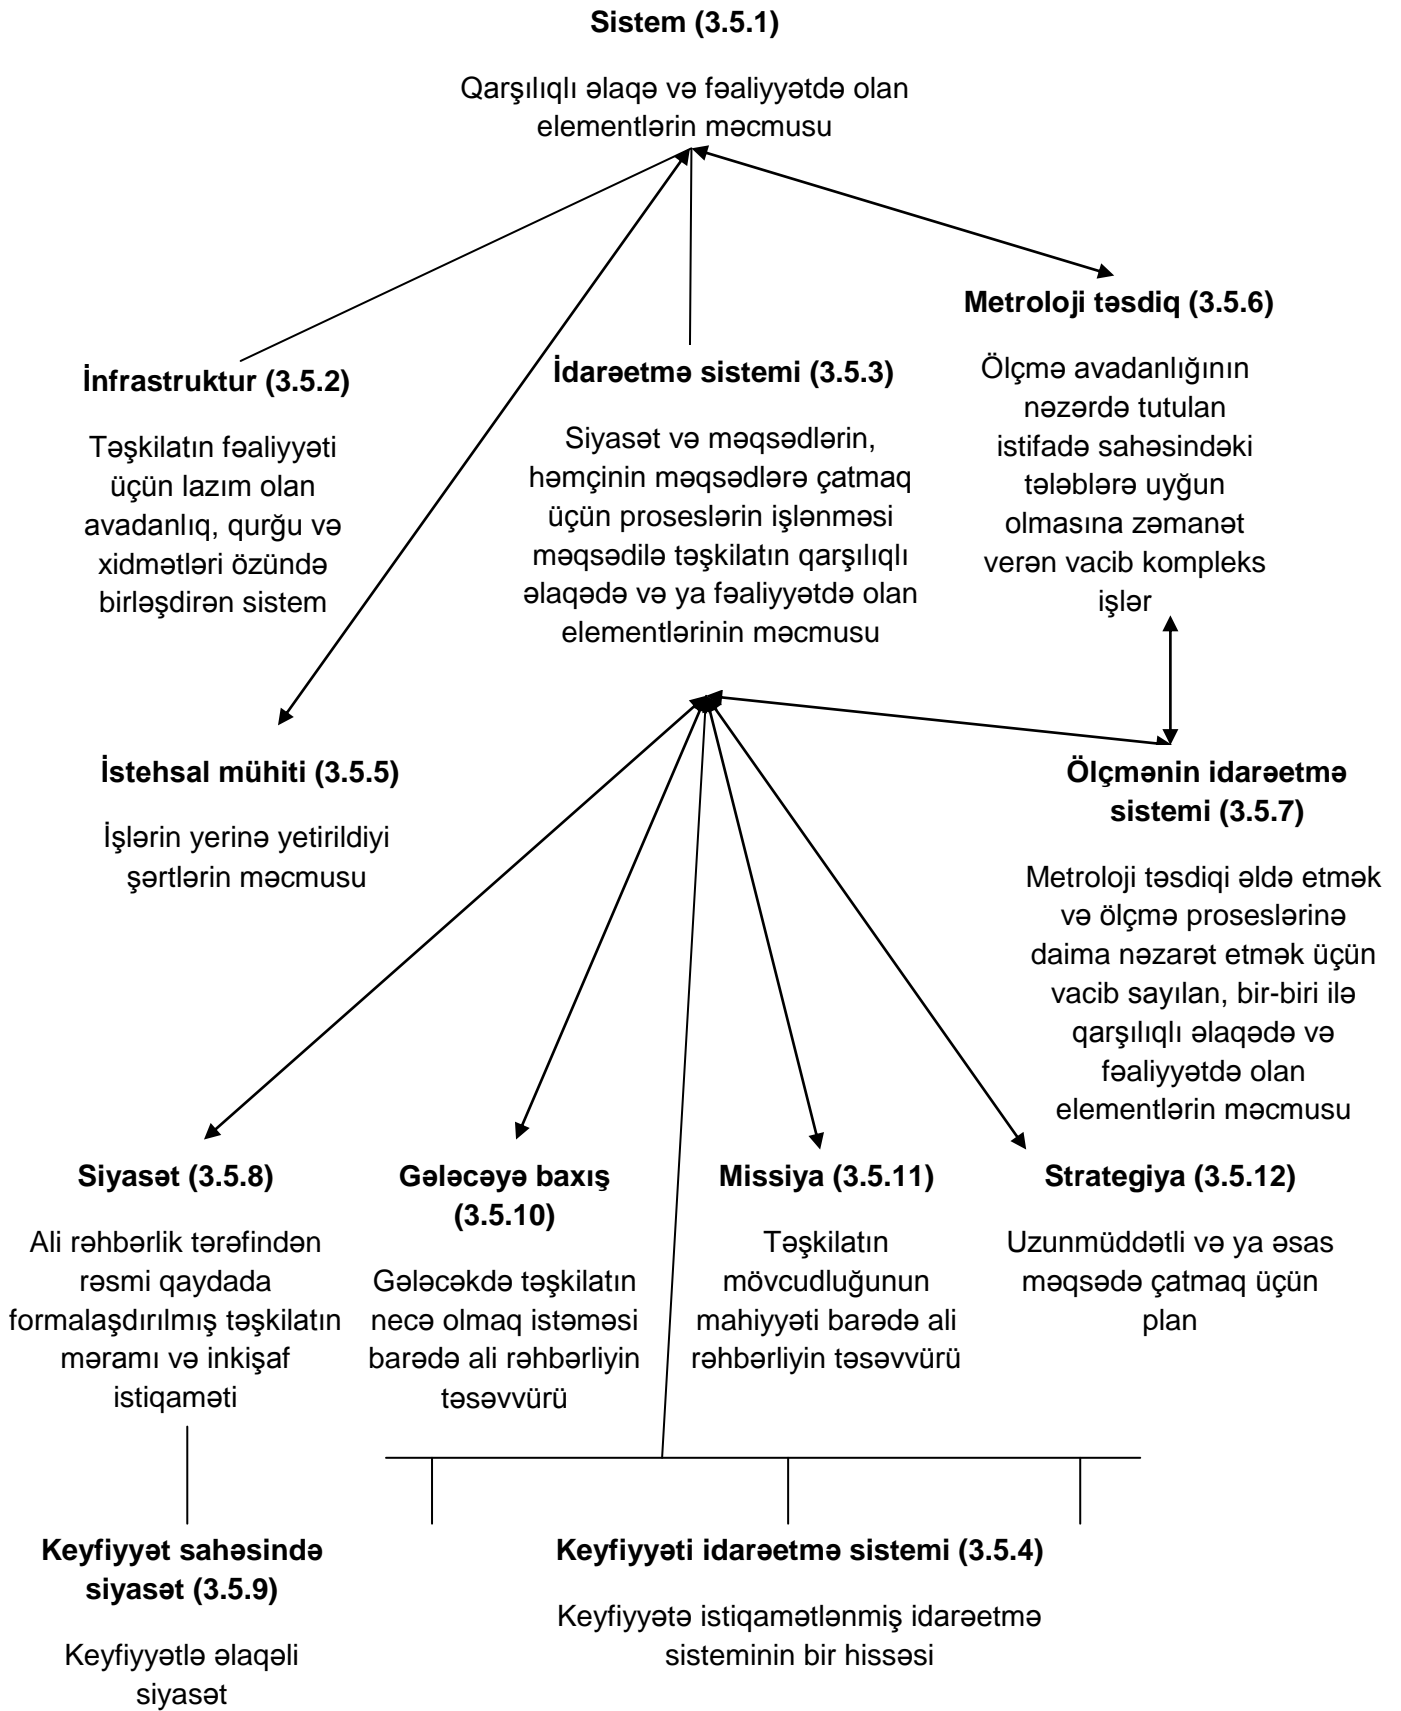 Sistem (3.5.1)
Qarşılıqlı əlaqə və fəaliyyətdə olan
elementlərin məcmusu
Metroloji təsdiq (3.5.6)
Ölçmə avadanlığının
nəzərdə tutulan
istifadə sahəsindəki
tələblərə uyğun
olmasına zəmanət
verən vacib kompleks
işlər
İnfrastruktur (3.5.2)
Təşkilatın fəaliyyəti
üçün lazım olan
avadanlıq, qurğu və
xidmətləri özündə
birləşdirən sistem
İdarəetmə sistemi (3.5.3)
Siyasət və məqsədlərin,
həmçinin məqsədlərə çatmaq
üçün proseslərin işlənməsi
məqsədilə təşkilatın qarşılıqlı
əlaqədə və ya fəaliyyətdə olan
elementlərinin məcmusu
İstehsal mühiti (3.5.5)
İşlərin yerinə yetirildiyi
şərtlərin məcmusu
Ölçmənin idarəetmə
sistemi (3.5.7)
Metroloji təsdiqi əldə etmək
və ölçmə proseslərinə
daima nəzarət etmək üçün
vacib sayılan, bir-biri ilə
qarşılıqlı əlaqədə və
fəaliyyətdə olan
elementlərin məcmusu
Siyasət (3.5.8)
Ali rəhbərlik tərəfindən
rəsmi qaydada
formalaşdırılmış təşkilatın
məramı və inkişaf
istiqaməti
Gələcəyə baxış
(3.5.10)
Gələcəkdə təşkilatın
necə olmaq istəməsi
barədə ali rəhbərliyin
təsəvvürü
Missiya (3.5.11)
Təşkilatın
mövcudluğunun
mahiyyəti barədə ali
rəhbərliyin təsəvvürü
Strategiya (3.5.12)
Uzunmüddətli və ya əsas
məqsədə çatmaq üçün
plan
Keyfiyyət sahəsində
siyasət (3.5.9)
Keyfiyyətlə əlaqəli
siyasət
Keyfiyyəti idarəetmə sistemi (3.5.4)
Keyfiyyətə istiqamətlənmiş idarəetmə
sisteminin bir hissəsi